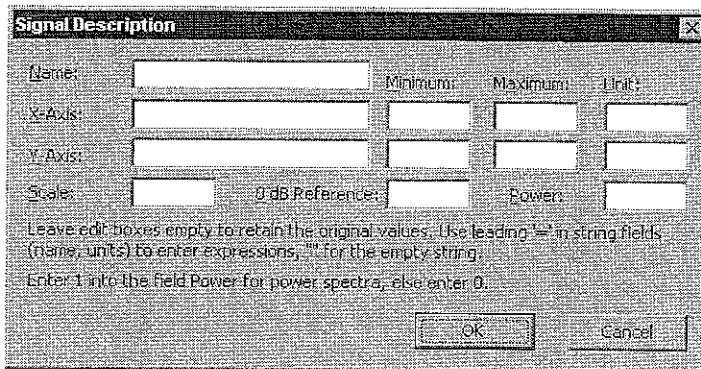 Signal Description
Name: Minimum: Maximum: Unit:
X-Axis:
Y-Axis:
Scale: 0 dB Reference: Power:
Leave edit boxes empty to retain the original values. Use leading '=' in string fields
(name, units) to enter expressions, '""' for the empty string.
Enter 1 into the field Power for power spectra, else enter 0.
OK Cancel